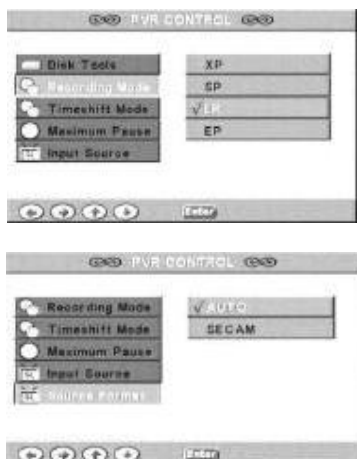 PVR CONTROL
Disk Tools
Recording Mode
Timeshift Mode
Maximum Pause
Input Source
XP
SP
LP
EP
Enter
PVR CONTROL
Recording Mode
Timeshift Mode
Maximum Pause
Input Source
Source Format
AUTO
SECAM
Enter